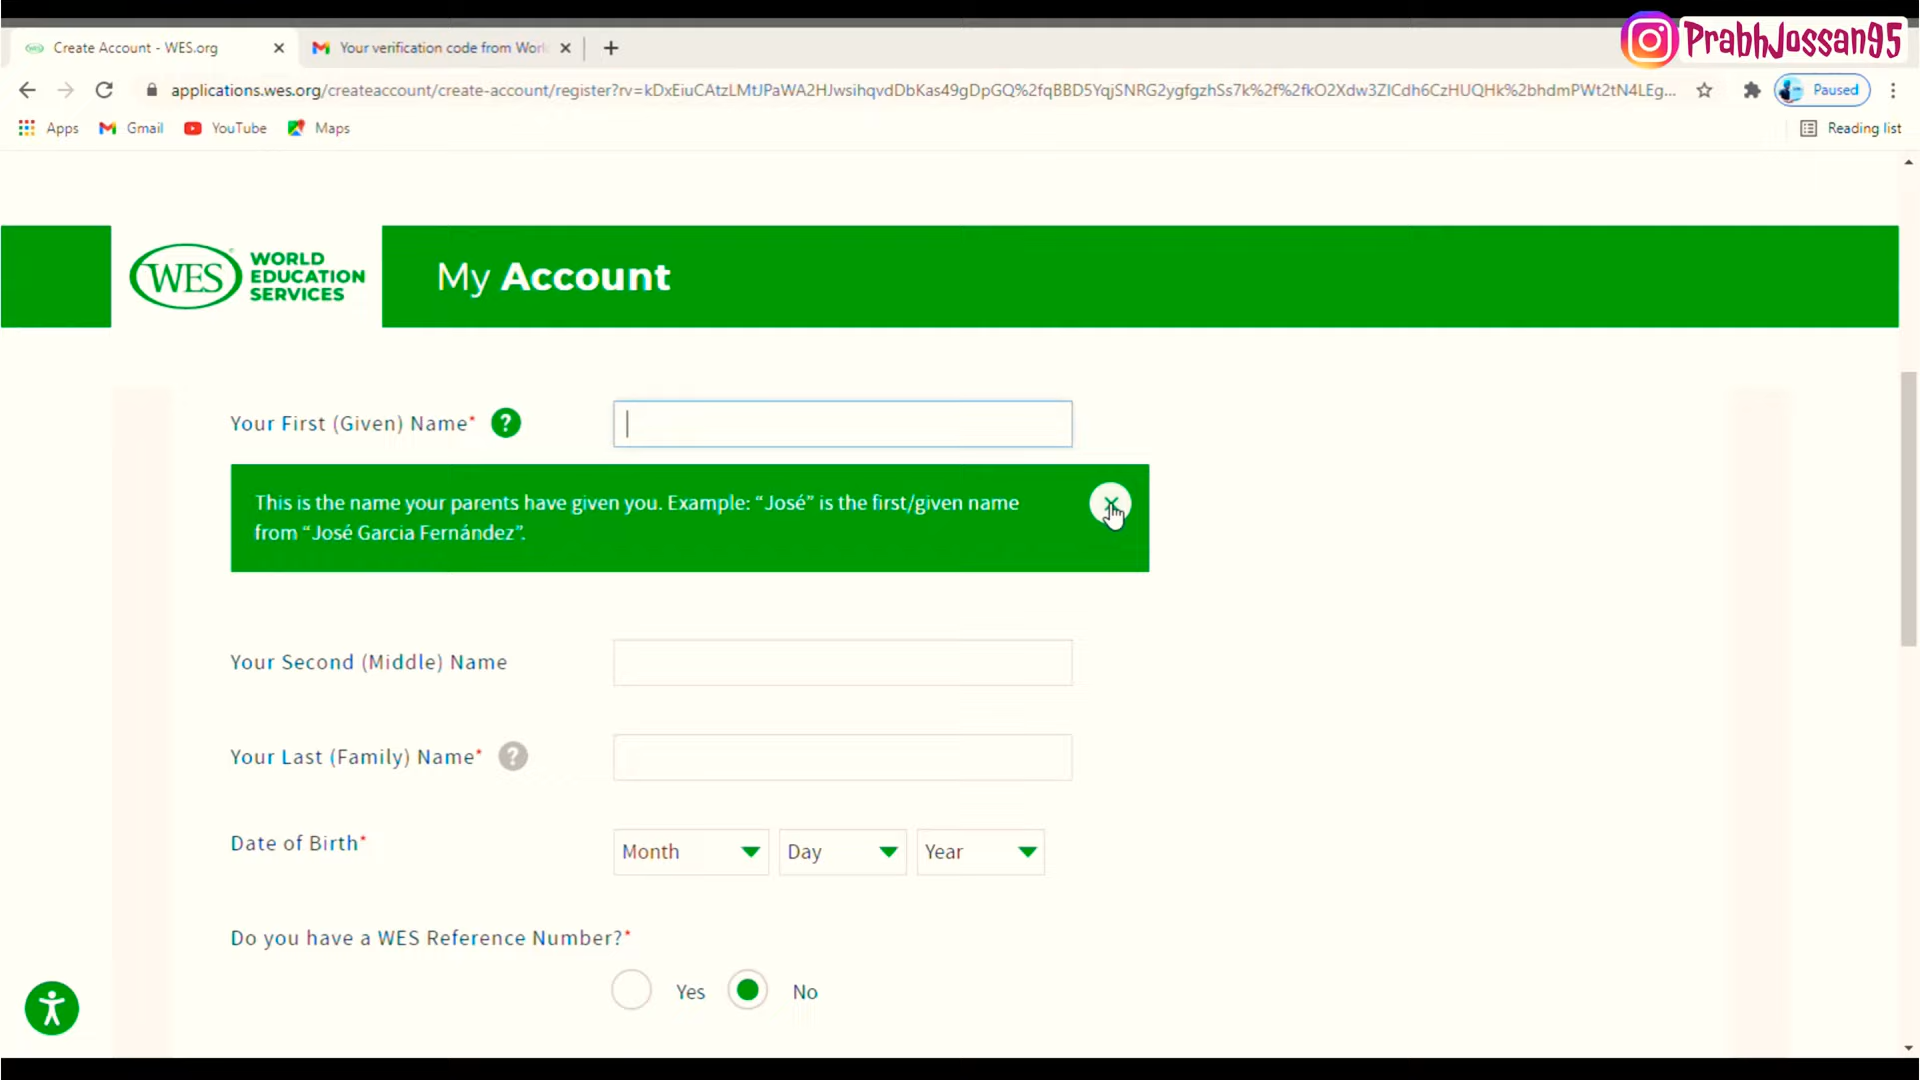 Create Account - WES.org
Your verification code from Worl
PrabhJossan95
applications.wes.org/createaccount/create-account/register?rv=kDxEiuCAtzLMtJPaWA2HJwsihqvdDbKas49gDpGQ%2fqBBD5YqjSNRG2ygfgzhSs7k%2f%2fkO2Xdw3ZlCdh6CzHUQHk%2bhdmPWt2tN4LEg...
Paused
Apps
Gmail
YouTube
Maps
Reading list
WES
WORLD
EDUCATION
SERVICES
My Account
Your First (Given) Name*
?
This is the name your parents have given you. Example: “José” is the first/given name
from “José Garcia Fernández”.
Your Second (Middle) Name
Your Last (Family) Name*
?
Date of Birth*
Month
Day
Year
Do you have a WES Reference Number?*
Yes
No